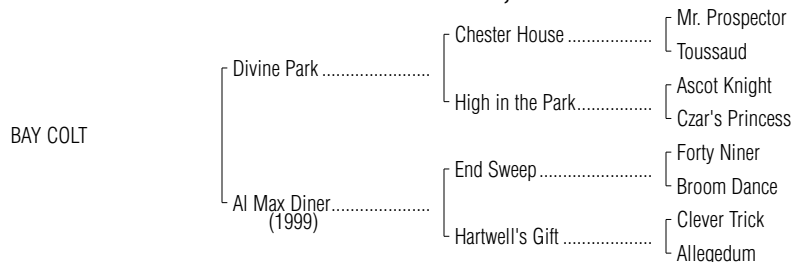 Mr. Prospector
Chester House ..................
Toussaud
Divine Park .......................
Ascot Knight
High in the Park................
Czar's Princess
BAY COLT
Forty Niner
End Sweep........................
Broom Dance
Al Max Diner.....................
(1999)
Clever Trick
Hartwell's Gift ...................
Allegedum